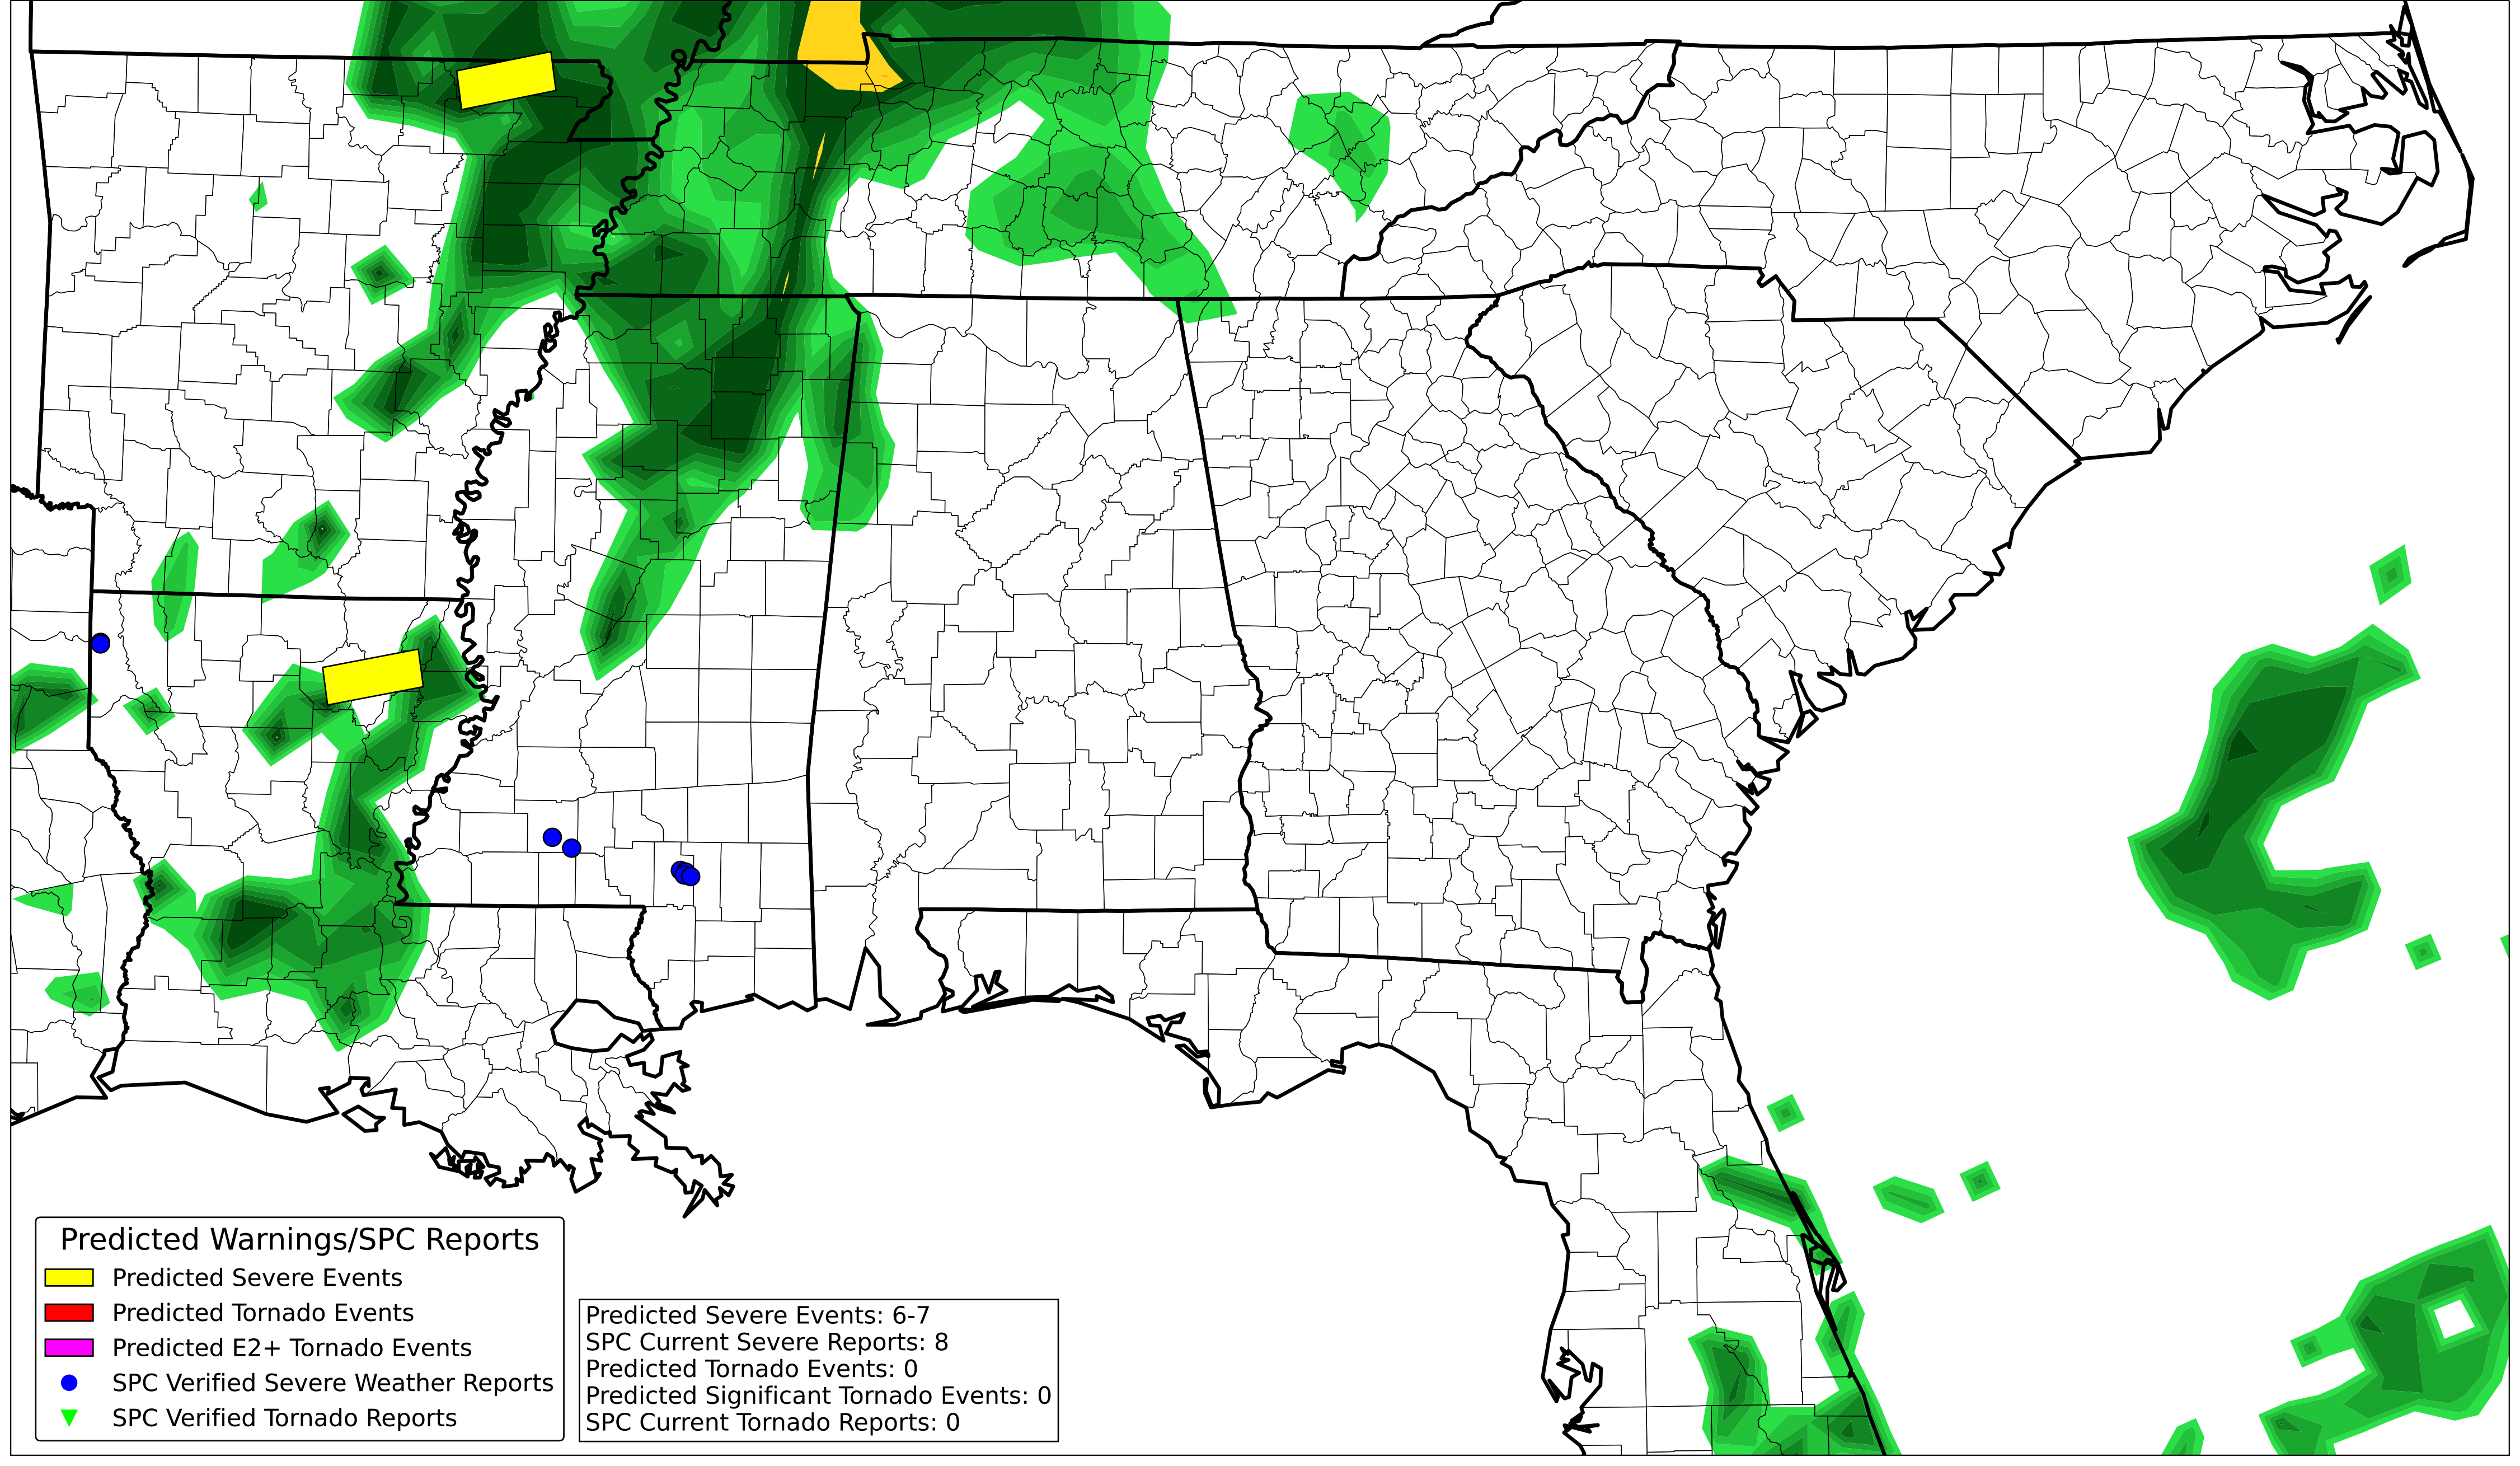 Predicted Warnings/SPC Reports
Predicted Severe Events
Predicted Tornado Events
Predicted E2+ Tornado Events
SPC Verified Severe Weather Reports
SPC Verified Tornado Reports
Predicted Severe Events: 6-7
SPC Current Severe Reports: 8
Predicted Tornado Events: 0
Predicted Significant Tornado Events: 0
SPC Current Tornado Reports: 0